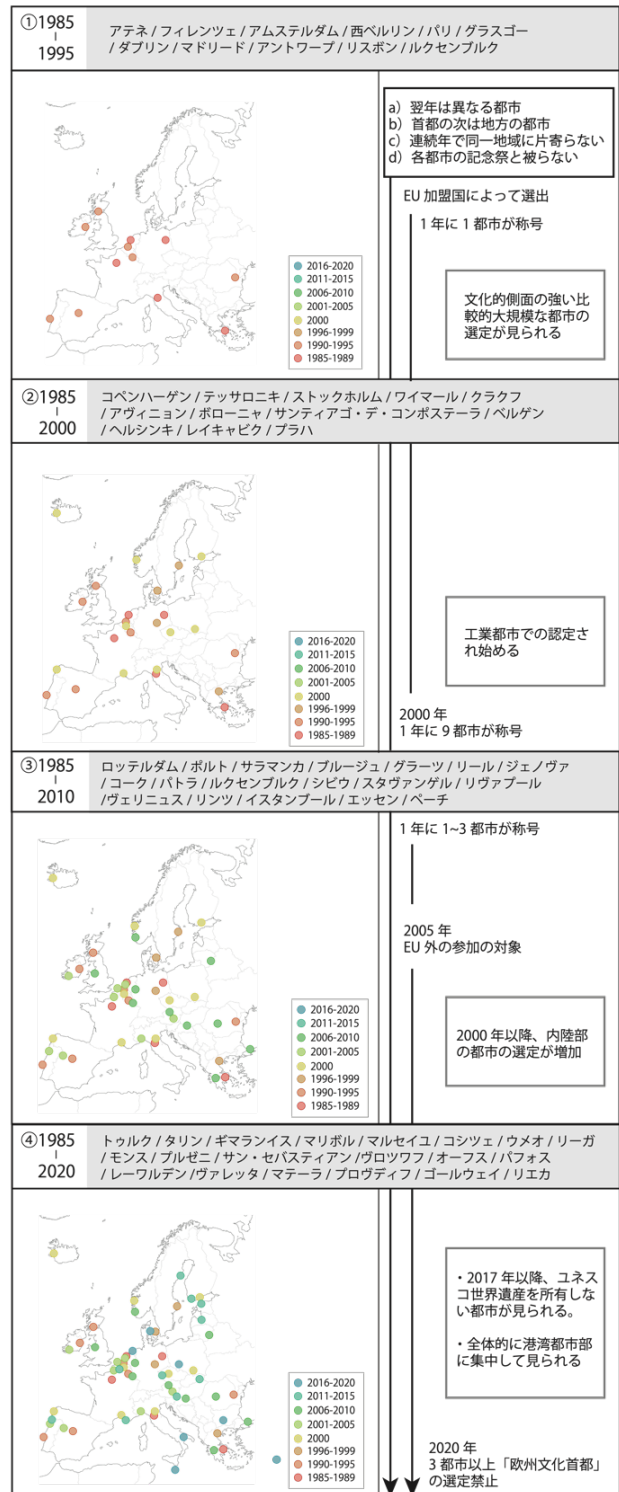 ①1985
–
1995
アテネ / フィレンツェ / アムステルダム / 西ベルリン / パリ / グラスゴー
/ ダブリン / マドリード / アントワープ / リスボン / ルクセンブルク
a）翌年は異なる都市
b）首都の次は地方の都市
c）連続年で同一地域に片寄らない
d）各都市の記念祭と被らない
EU 加盟国によって選出
1 年に 1 都市が称号
2016-2020
2011-2015
2006-2010
2001-2005
2000
1996-1999
1990-1995
1985-1989
文化的側面の強い比
較的大規模な都市の
選定が見られる
②1985
–
2000
コペンハーゲン / テッサロニキ / ストックホルム / ワイマール / クラクフ
/ アヴィニョン / ボローニャ / サンティアゴ・デ・コンポステーラ / ベルゲン
/ ヘルシンキ / レイキャビク / プラハ
2016-2020
2011-2015
2006-2010
2001-2005
2000
1996-1999
1990-1995
1985-1989
工業都市での認定さ
れ始める
2000 年
1 年に 9 都市が称号
③1985
–
2010
ロッテルダム / ポルト / サラマンカ / ブルージュ / グラーツ / リール / ジェノヴァ
/ コーク / パトラ / ルクセンブルク / シビウ / スタヴァンゲル / リヴァプール
/ヴェリニュス / リンツ / イスタンブール / エッセン / ペーチ
1 年に 1~3 都市が称号
2005 年
EU 外の参加の対象
2016-2020
2011-2015
2006-2010
2001-2005
2000
1996-1999
1990-1995
1985-1989
2000 年以降、内陸部
の都市の選定が増加
④1985
–
2020
トゥルク / タリン / ギマランイス / マリボル / マルセイユ / コシツェ / ウメオ / リーガ
/ モンス / プルゼニ / サン・セバスティアン /ヴロツワフ / オーフス / パフォス
/ レーワルデン /ヴァレッタ / マテーラ / プロヴディフ / ゴールウェイ / リエカ
2016-2020
2011-2015
2006-2010
2001-2005
2000
1996-1999
1990-1995
1985-1989
・2017 年以降、ユネス
コ世界遺産を所有しな
い都市が見られる。
・全体的に港湾都市部
に集中して見られる
2020 年
3 都市以上「欧州文化首都」
の選定禁止